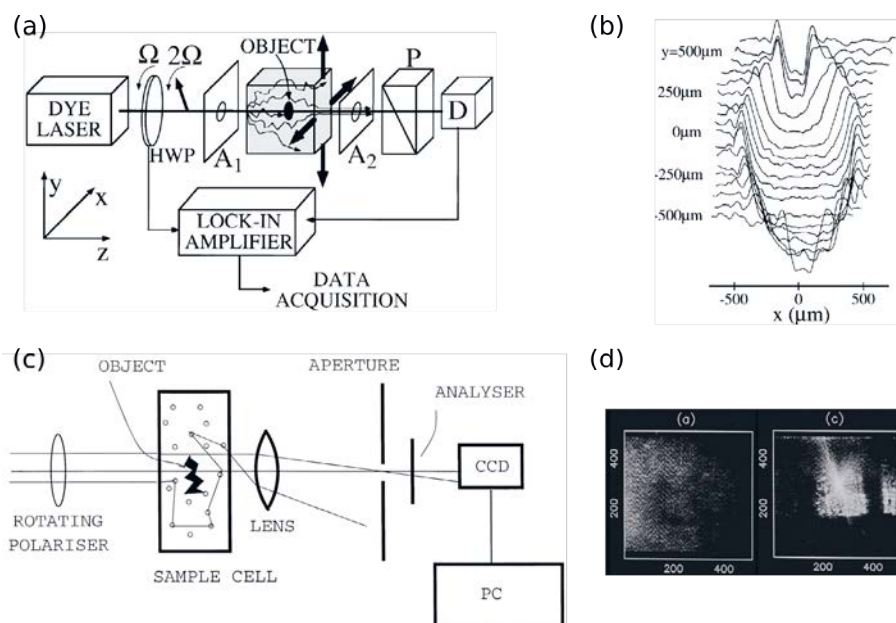 (a)
Ω
2Ω
OBJECT
P
DYE
LASER
HWP
A1
A2
D
y
x
z
LOCK-IN
AMPLIFIER
DATA
ACQUISITION
(b)
y=500µm
250µm
0µm
-250µm
-500µm
-500
0
500
x (µm)
(c)
OBJECT
APERTURE
ANALYSER
CCD
ROTATING
POLARISER
LENS
SAMPLE CELL
PC
(d)
(a)
(c)
400
200
200
400
400
200
200
400